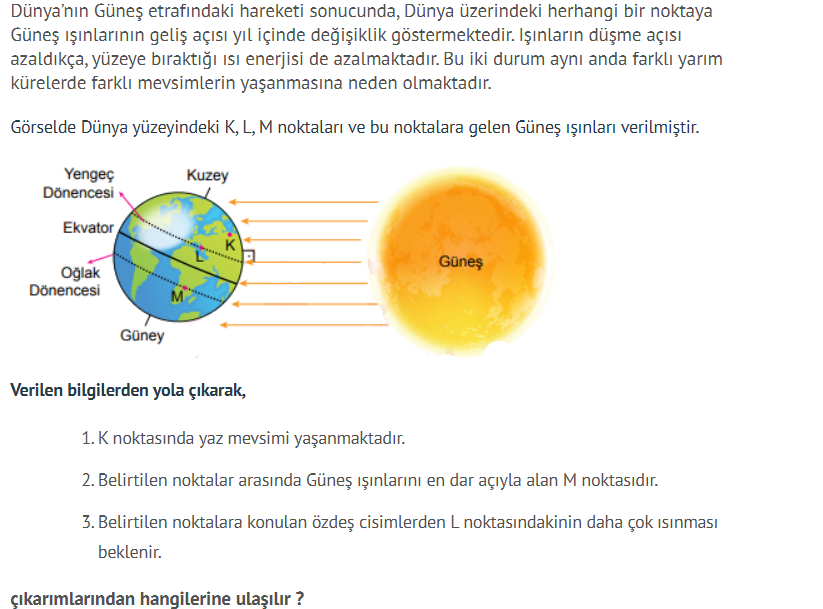 Dünya’nın Güneş etrafındaki hareketi sonucunda, Dünya üzerindeki herhangi bir noktaya
Güneş ışınlarının geliş açısı yıl içinde değişiklik göstermektedir. Işınların düşme açısı
azaldıkça, yüzeye bıraktığı ısı enerjisi de azalmaktadır. Bu iki durum aynı anda farklı yarım
kürelerde farklı mevsimlerin yaşanmasına neden olmaktadır.
Görselde Dünya yüzeyindeki K, L, M noktaları ve bu noktalara gelen Güneş ışınları verilmiştir.
Yengeç
Dönencesi
Kuzey
Ekvator
K
L
Güneş
Oğlak
Dönencesi
M
Güney
Verilen bilgilerden yola çıkarak,
1. K noktasında yaz mevsimi yaşanmaktadır.
2. Belirtilen noktalar arasında Güneş ışınlarını en dar açıyla alan M noktasıdır.
3. Belirtilen noktalara konulan özdeş cisimlerden L noktasındakinin daha çok ısınması
beklenir.
çıkarımlarından hangilerine ulaşılır ?